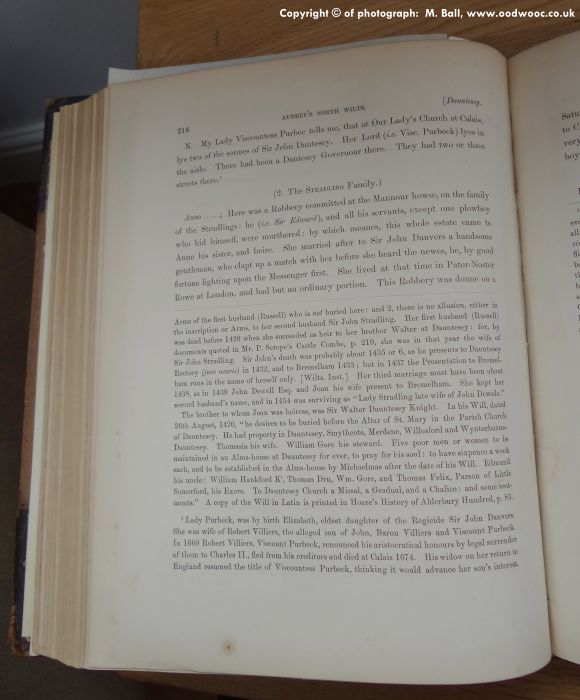 Copyright © of photograph:  M. Ball, www.oodwooc.co.uk
218
AUBREY'S NORTH WILTS.
[Dauntesey.
N. My Lady Viscountess Purbec tells me, that at Our Lady's Church at Calais,
lye two of the sonnes of Sir John Dantesey. Her Lord (i.e. Visc. Purbeck) lyes in
the aisle. There had been a Dantesey Governour there. They had two or three
streets there.¹
(2. The Stradling Family.)
Anno .....; Here was a Robbery committed at the Mannour howse, on the family
of the Stradlings: he (i.e. Sir Edward), and all his servants, except one plowboy
who hid himself, were murthered: by which meanes, this whole estate came to
Anne his sister, and heire. She married after to Sir John Danvers a handsome
gentleman, who clapt up a match with her before she heard the newes, he, by good
fortune lighting upon the Messenger first. She lived at that time in Pater-Noster
Rowe at London, and had but an ordinary portion. This Robbery was donne on a
Arms of the first husband (Russell) who is not buried here: and 2, there is no allusion, either in
the inscription or Arms, to her second husband Sir John Stradling. Her first husband (Russell)
was dead before 1420 when she succeeded as heir to her brother Walter at Dauntesey: for, by
documents quoted in Mr. P. Scrope's Castle Combe, p. 219, she was in that year the wife of
Sir John Stradling. Sir John's death was probably about 1435 or 6, as he presents to Dauntesey
Rectory (jure uxoris) in 1432, and to Bremelham 1433; but in 1437 the Presentation to Bremel-
ham runs in the name of herself only. [Wilts. Inst.] Her third marriage must have been about
1438, as in 1439 John Dewell Esq. and Joan his wife present to Bremelham. She kept her
second husband's name, and in 1454 was surviving as "Lady Stradling late wife of John Dewale."
The brother to whom Joan was heiress, was Sir Walter Dauntesey Knight. In his Will, dated
26th August, 1420, "he desires to be buried before the Altar of St. Mary in the Parish Church
of Dauntesey. He had property in Dauntesey, Smythcote, Merdene, Willesford and Wynterburne-
Dauntesey. Thomasia his wife. William Gore his steward. Five poor men or women to be
maintained in an Alms-house at Dauntesey for ever, to pray for his soul: to have sixpence a week
each, and to be established in the Alms-house by Michaelmas after the date of his Will. Edmund
his uncle: William Hankford Kᵗ, Thomas Dru, Wm. Gore, and Thomas Felix, Parson of Little
Somerford, his Exors. To Dauntesey Church a Missal, a Gradual, and a Chalice: and some vest-
ments." A copy of the Will in Latin is printed in Hoare's History of Alderbury Hundred, p. 83.
¹ Lady Purbeck, was by birth Elizabeth, eldest daughter of the Regicide Sir John Danvers.
She was wife of Robert Villiers, the alleged son of John, Baron Villiers and Viscount Purbeck.
In 1660 Robert Villiers, Viscount Purbeck, renounced his aristocratical honours by legal surrender
of them to Charles II., fled from his creditors and died at Calais 1674. His widow on her return to
England resumed the title of Viscountess Purbeck, thinking it would advance her son's interest
Satu
to C
very
boy